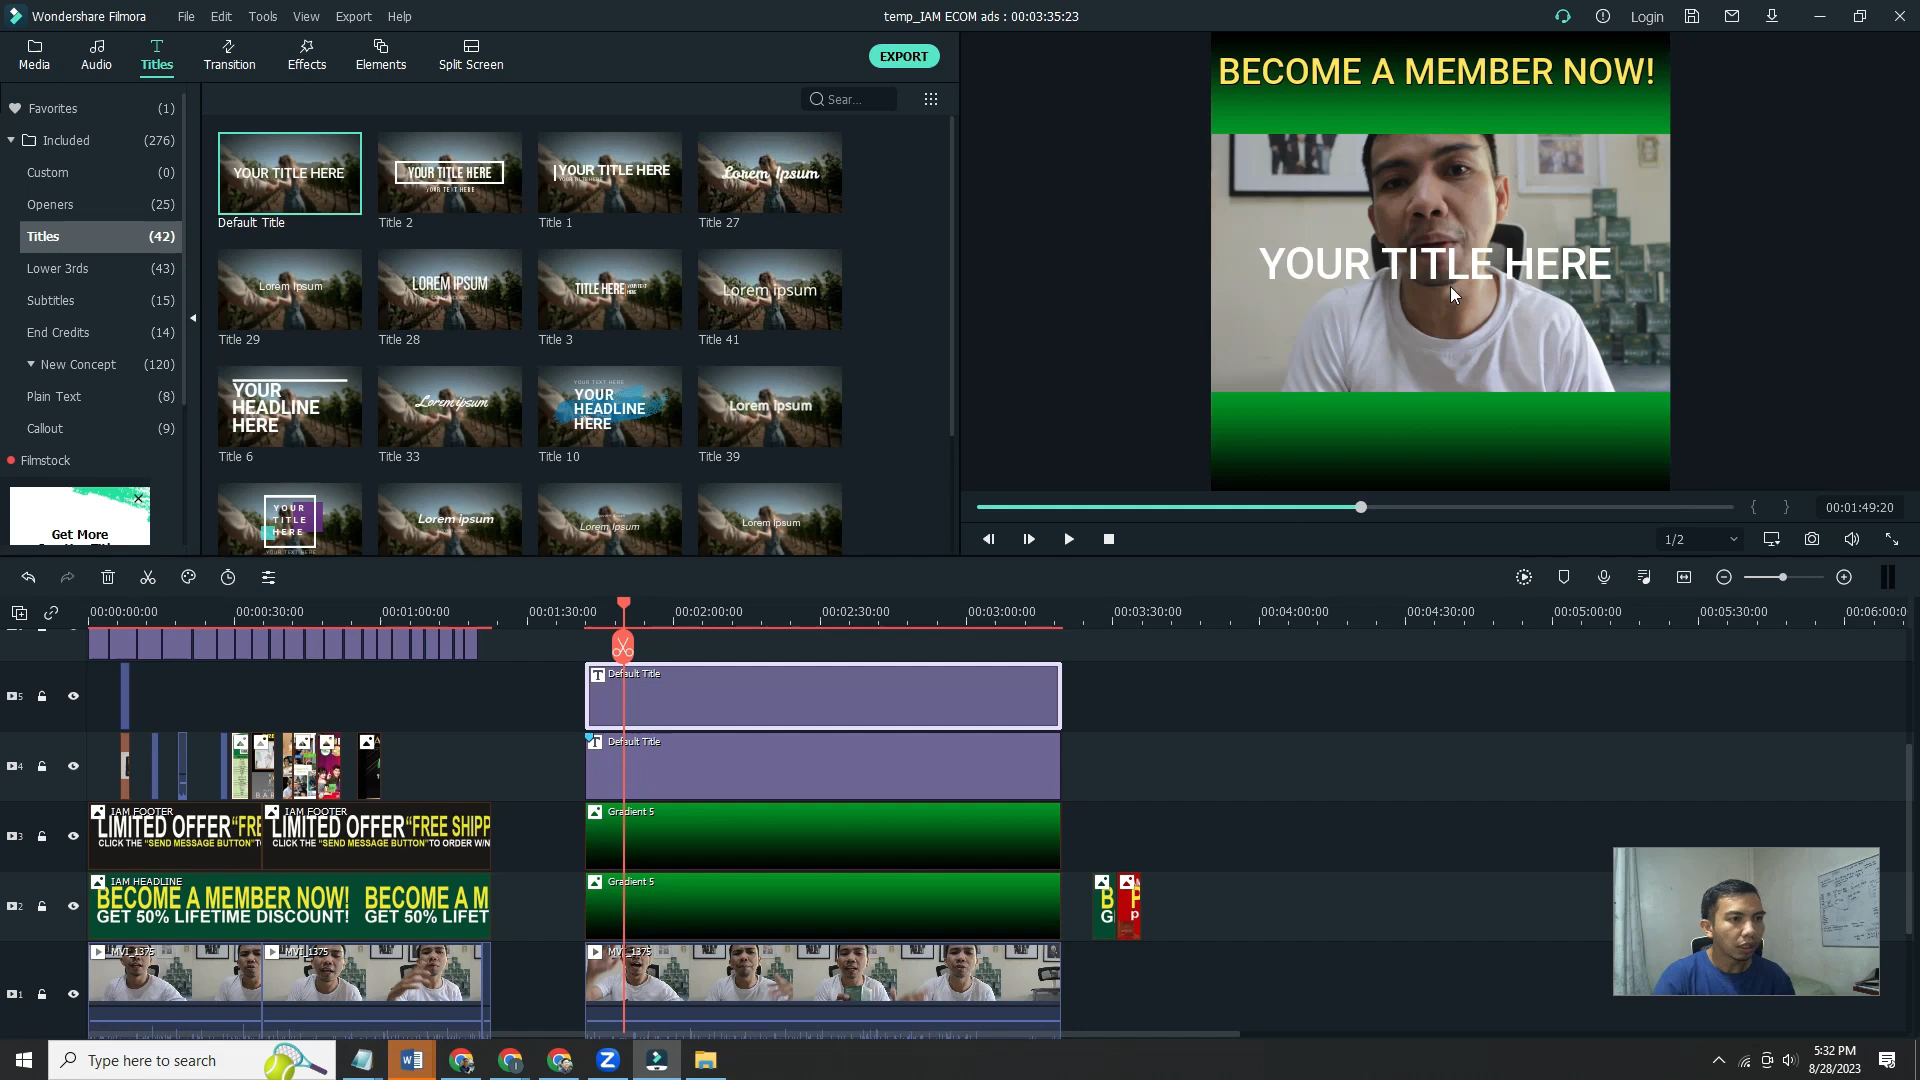 Wondershare Filmora
File Edit Tools View Export Help
temp_IAM ECOM ads : 00:03:35:23
Login
Media Audio Titles Transition Effects Elements Split Screen
EXPORT
Favorites (1)
Included (276)
Custom (0)
Openers (25)
Titles (42)
Lower 3rds (43)
Subtitles (15)
End Credits (14)
New Concept (120)
Plain Text (8)
Callout (9)
Filmstock
Get More
Sear...
YOUR TITLE HERE
Default Title
YOUR TITLE HERE
YOUR TEXT HERE
Title 2
YOUR TITLE HERE
Title 1
Lorem Ipsum
Title 27
Lorem Ipsum
Title 29
LOREM IPSUM
Title 28
TITLE HERE
Title 3
Lorem ipsum
Title 41
YOUR
HEADLINE
HERE
Title 6
Lorem ipsum
Title 33
YOUR TEXT HERE
YOUR
HEADLINE
HERE
Title 10
Lorem Ipsum
Title 39
YOUR
TITLE
HERE
YOUR TEXT HERE
Lorem ipsum
Lorem Ipsum
Lorem Ipsum
BECOME A MEMBER NOW!
YOUR TITLE HERE
00:01:49:20
1/2
00:00:00:00 00:00:30:00 00:01:00:00 00:01:30:00 00:02:00:00 00:02:30:00 00:03:00:00 00:03:30:00 00:04:00:00 00:04:30:00 00:05:00:00 00:05:30:00 00:06:00:0
5
Default Title
4
Default Title
3
IAM FOOTER
LIMITED OFFER "FRE
CLICK THE "SEND MESSAGE BUTTON" T
IAM FOOTER
LIMITED OFFER "FREE SHIPP
CLICK THE "SEND MESSAGE BUTTON" TO ORDER WIN
Gradient 5
2
IAM HEADLINE
BECOME A MEMBER NOW! BECOME A M
GET 50% LIFETIME DISCOUNT! GET 50% LIFET
Gradient 5
B
G
P
p
1
MVI_1375
MVI_1375
MVI_1375
Type here to search
5:32 PM
8/28/2023